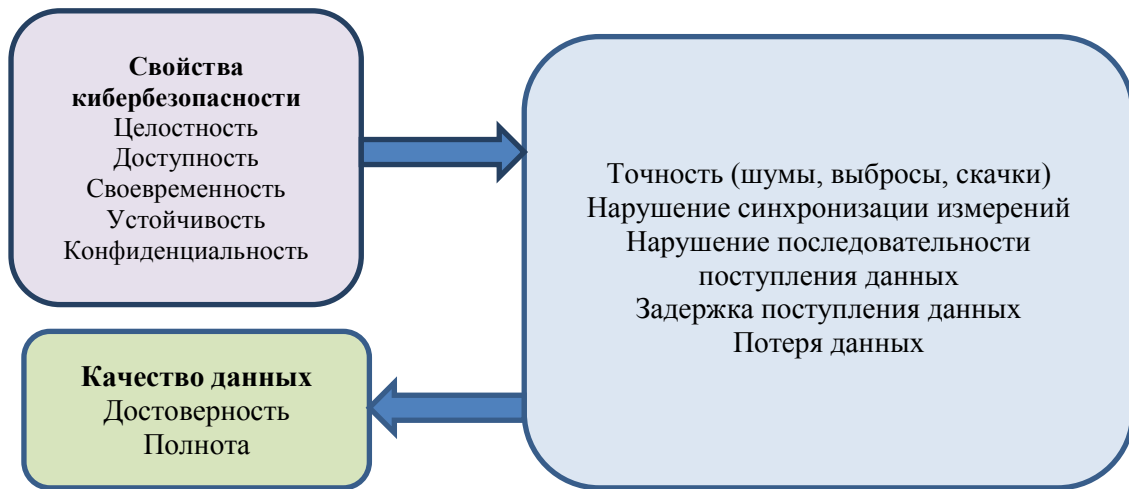 Свойства
кибербезопасности
Целостность
Доступность
Своевременность
Устойчивость
Конфиденциальность
Точность (шумы, выбросы, скачки)
Нарушение синхронизации измерений
Нарушение последовательности
поступления данных
Задержка поступления данных
Потеря данных
Качество данных
Достоверность
Полнота